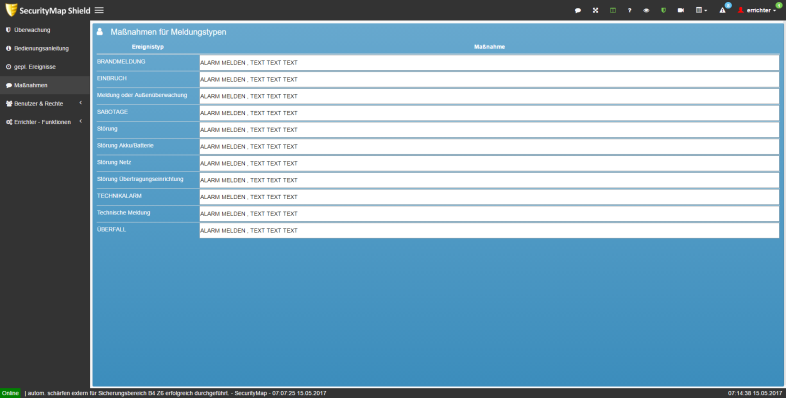 SecurityMap Shield
errichter
Überwachung
Bedienungsanleitung
gepl. Ereignisse
Maßnahmen
Benutzer & Rechte
Errichter - Funktionen
Maßnahmen für Meldungstypen
Ereignistyp Maßnahme
BRANDMELDUNG ALARM MELDEN , TEXT TEXT TEXT
EINBRUCH ALARM MELDEN , TEXT TEXT TEXT
Meldung oder Außenüberwachung ALARM MELDEN , TEXT TEXT TEXT
SABOTAGE ALARM MELDEN , TEXT TEXT TEXT
Störung ALARM MELDEN , TEXT TEXT TEXT
Störung Akku/Batterie ALARM MELDEN , TEXT TEXT TEXT
Störung Netz ALARM MELDEN , TEXT TEXT TEXT
Störung Übertragungseinrichtung ALARM MELDEN , TEXT TEXT TEXT
TECHNIKALARM ALARM MELDEN , TEXT TEXT TEXT
Technische Meldung ALARM MELDEN , TEXT TEXT TEXT
ÜBERFALL ALARM MELDEN , TEXT TEXT TEXT
Online | autom. schärfen extern für Sicherungsbereich B4 Z6 erfolgreich durchgeführt. - SecurityMap - 07:07:25 15.05.2017 07:14:38 15.05.2017